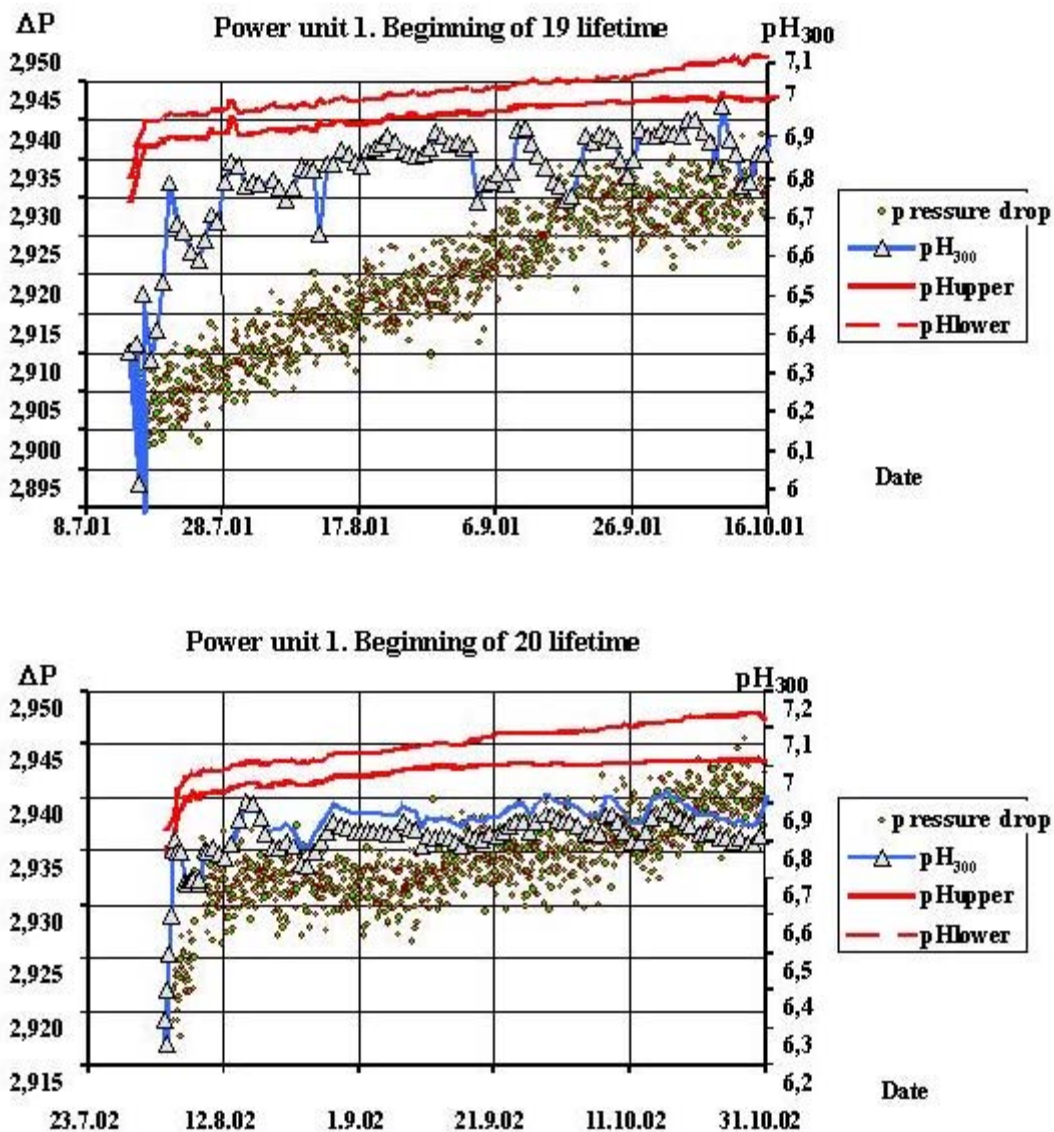 ΔP Power unit 1. Beginning of 19 lifetime pH300
2,950 7,1
2,945 7
2,940 6,9
2,935 6,8
2,930 6,7
2,925 6,6
2,920 6,5
2,915 6,4
2,910 6,3
2,905 6,2
2,900 6,1
2,895 6
pressure drop
pH300
pHupper
pHlower
Date
8.7.01 28.7.01 17.8.01 6.9.01 26.9.01 16.10.01
Power unit 1. Beginning of 20 lifetime
ΔP pH300
2,950 7,2
2,945 7,1
2,940 7
2,935 6,9
2,930 6,8
2,925 6,7
2,920 6,6
2,915 6,5
6,4
6,3
6,2
pressure drop
pH300
pHupper
pHlower
Date
23.7.02 12.8.02 1.9.02 21.9.02 11.10.02 31.10.02